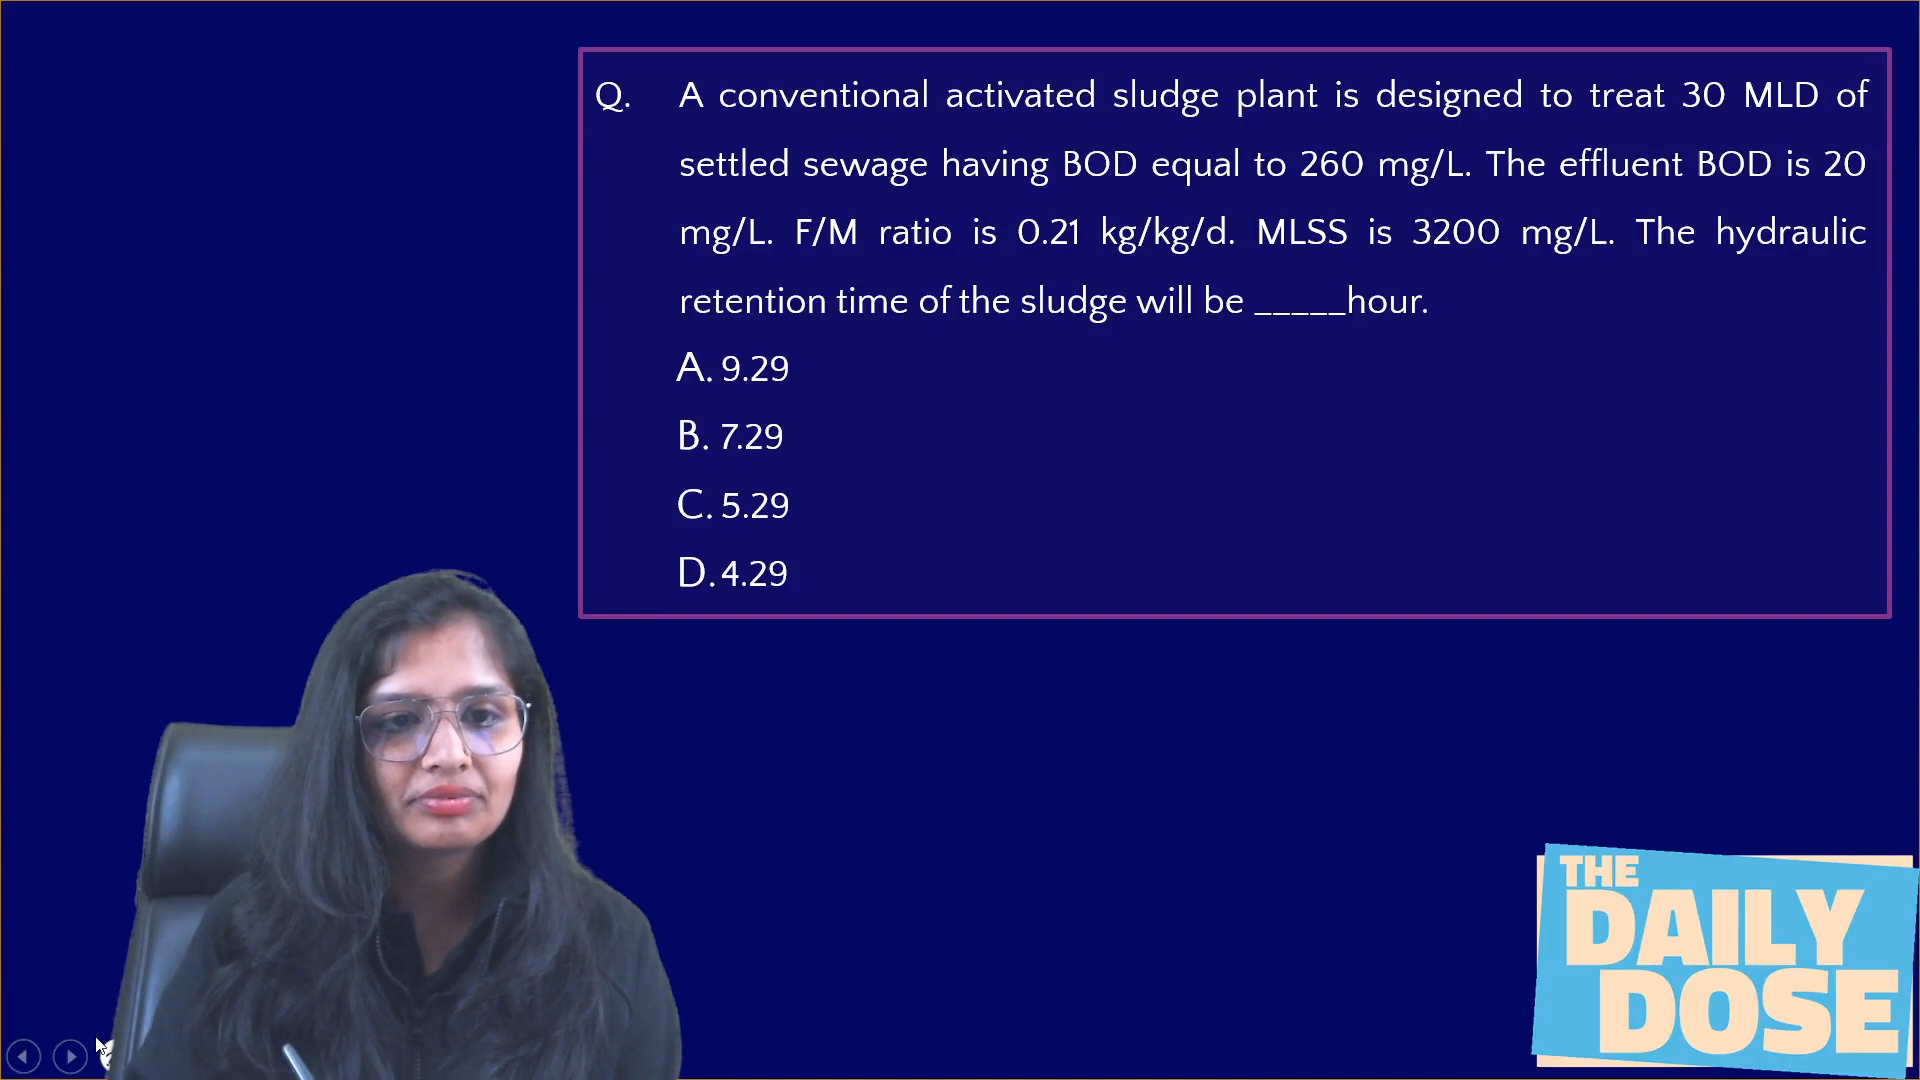 Q. A conventional activated sludge plant is designed to treat 30 MLD of
settled sewage having BOD equal to 260 mg/L. The effluent BOD is 20
mg/L. F/M ratio is 0.21 kg/kg/d. MLSS is 3200 mg/L. The hydraulic
retention time of the sludge will be _____hour.
A. 9.29
B. 7.29
C. 5.29
D. 4.29
THE
DAILY
DOSE